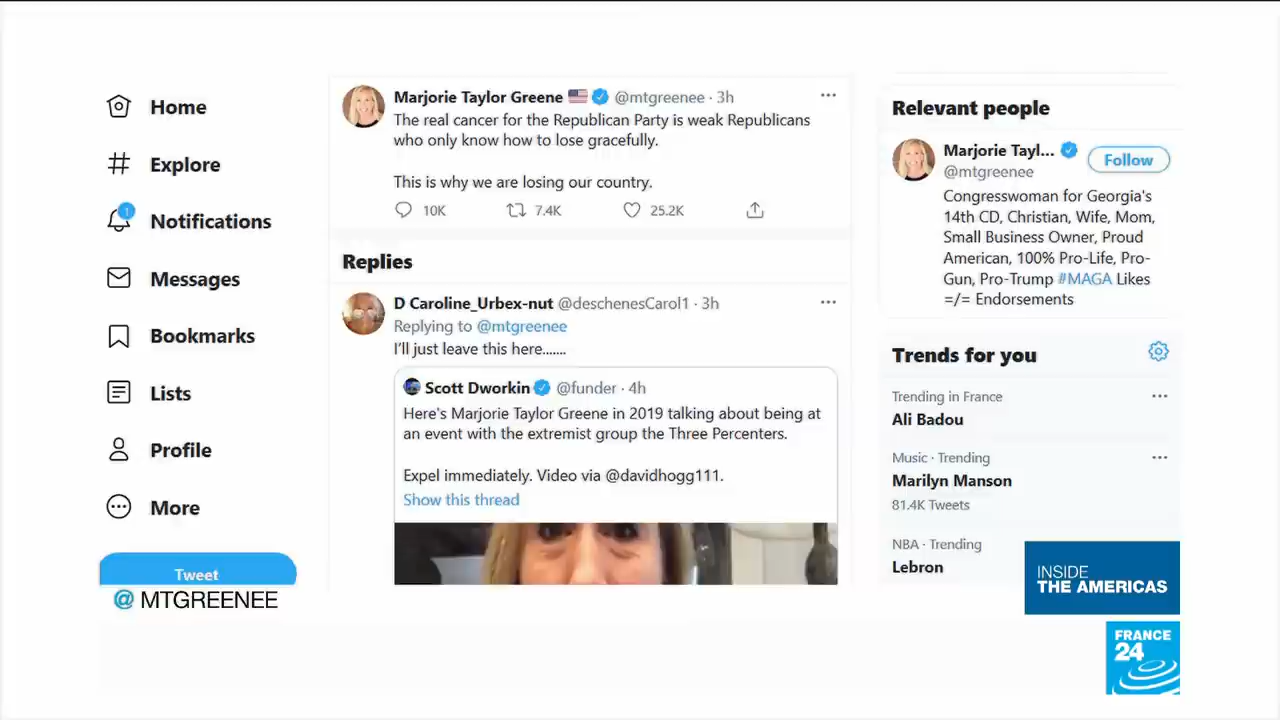 Home
Explore
1
Notifications
Messages
Bookmarks
Lists
Profile
More
Tweet
@ MTGREENEE
Marjorie Taylor Greene 🇺🇸 @mtgreenee · 3h
The real cancer for the Republican Party is weak Republicans
who only know how to lose gracefully.
This is why we are losing our country.
10K 7.4K 25.2K
Replies
D Caroline_Urbex-nut @deschenesCarol1 · 3h
Replying to @mtgreenee
I'll just leave this here.......
Scott Dworkin @funder · 4h
Here's Marjorie Taylor Greene in 2019 talking about being at
an event with the extremist group the Three Percenters.
Expel immediately. Video via @davidhogg111.
Show this thread
Relevant people
Marjorie Tayl...
Follow
@mtgreenee
Congresswoman for Georgia's
14th CD, Christian, Wife, Mom,
Small Business Owner, Proud
American, 100% Pro-Life, Pro-
Gun, Pro-Trump #MAGA Likes
=/= Endorsements
Trends for you
Trending in France
Ali Badou
Music · Trending
Marilyn Manson
81.4K Tweets
NBA · Trending
Lebron
INSIDE
THE AMERICAS
FRANCE
24